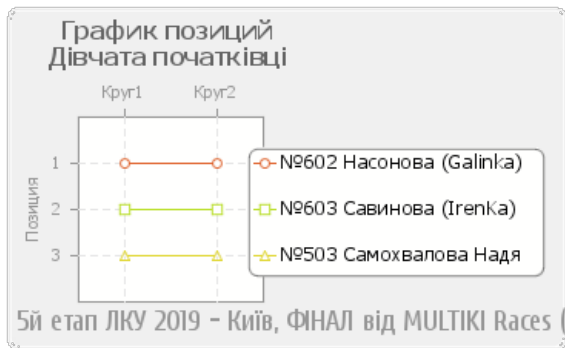 График позиций
Дівчата початківці
Круг1 Круг2
Позиция
1
2
3
№602 Насонова (Galinka)
№603 Савинова (IrenKa)
№503 Самохвалова Надя
5й етап ЛКУ 2019 - Київ, ФІНАЛ від MULTIKI Races (